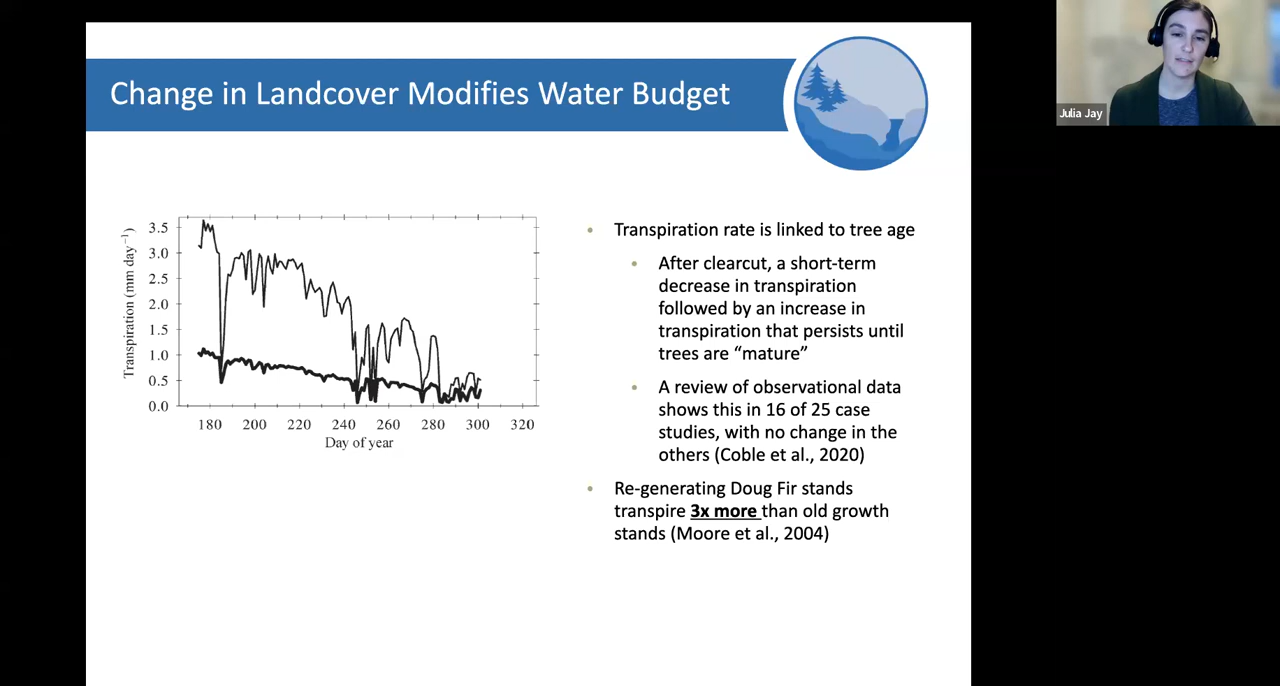 Change in Landcover Modifies Water Budget
Julia Jay
Transpiration (mm day⁻¹)
3.5
3.0
2.5
2.0
1.5
1.0
0.5
0.0
180 200 220 240 260 280 300 320
Day of year
• Transpiration rate is linked to tree age
• After clearcut, a short-term
decrease in transpiration
followed by an increase in
transpiration that persists until
trees are “mature”
• A review of observational data
shows this in 16 of 25 case
studies, with no change in the
others (Coble et al., 2020)
• Re-generating Doug Fir stands
transpire 3x more than old growth
stands (Moore et al., 2004)